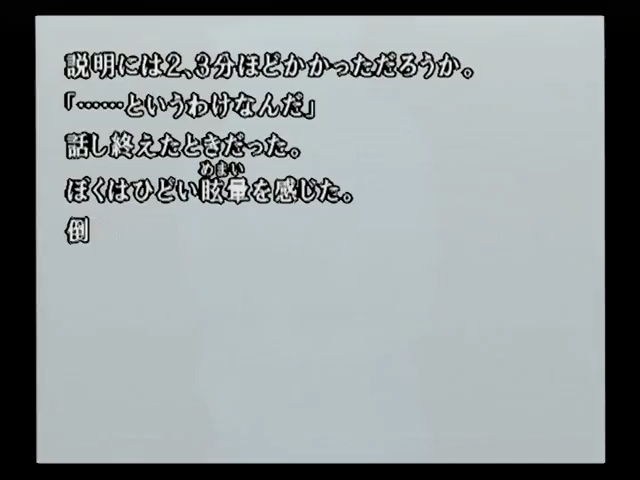 説明には2、3分ほどかかっただろうか。
「……というわけなんだ」
話し終えたときだった。
めまい
ぼくはひどい眩暈を感じた。
倒